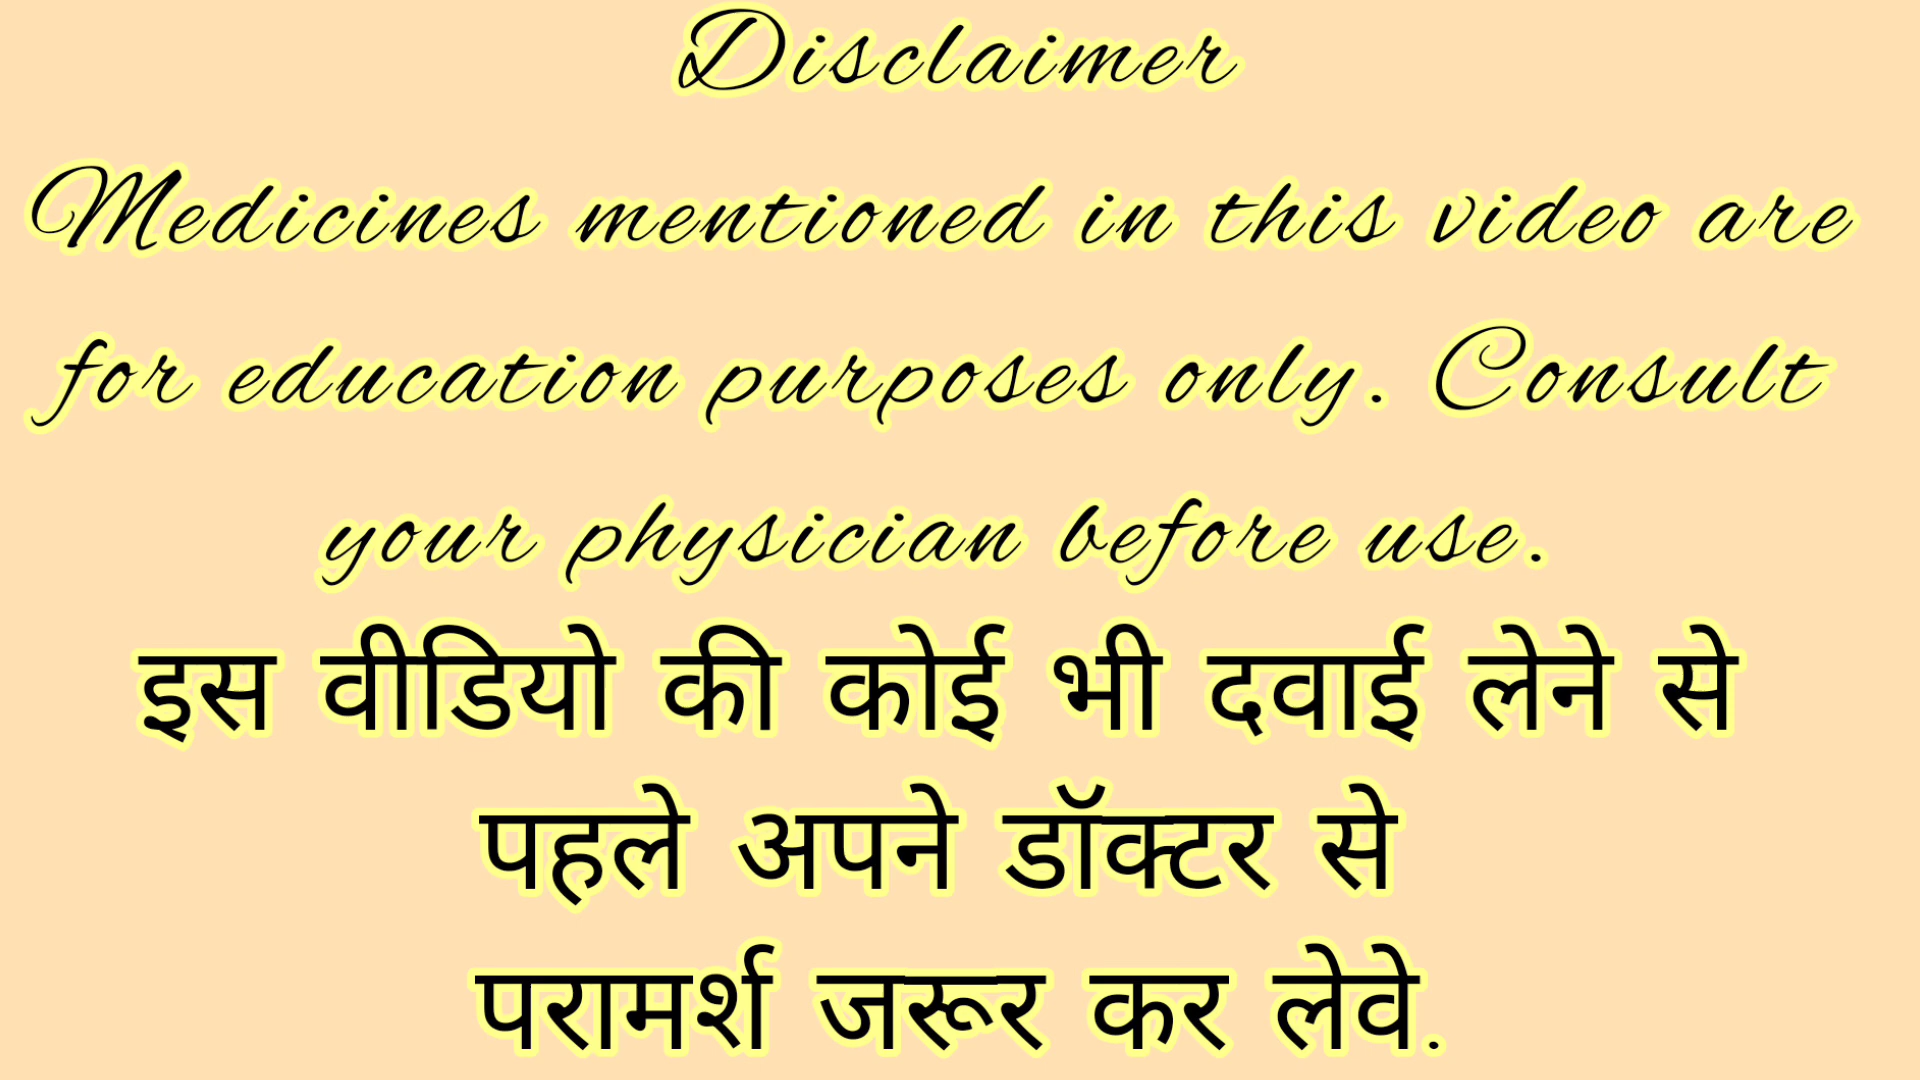 Disclaimer
Medicines mentioned in this video are
for education purposes only. Consult
your physician before use.
इस वीडियो की कोई भी दवाई लेने से
पहले अपने डॉक्टर से
परामर्श जरूर कर लेवे.